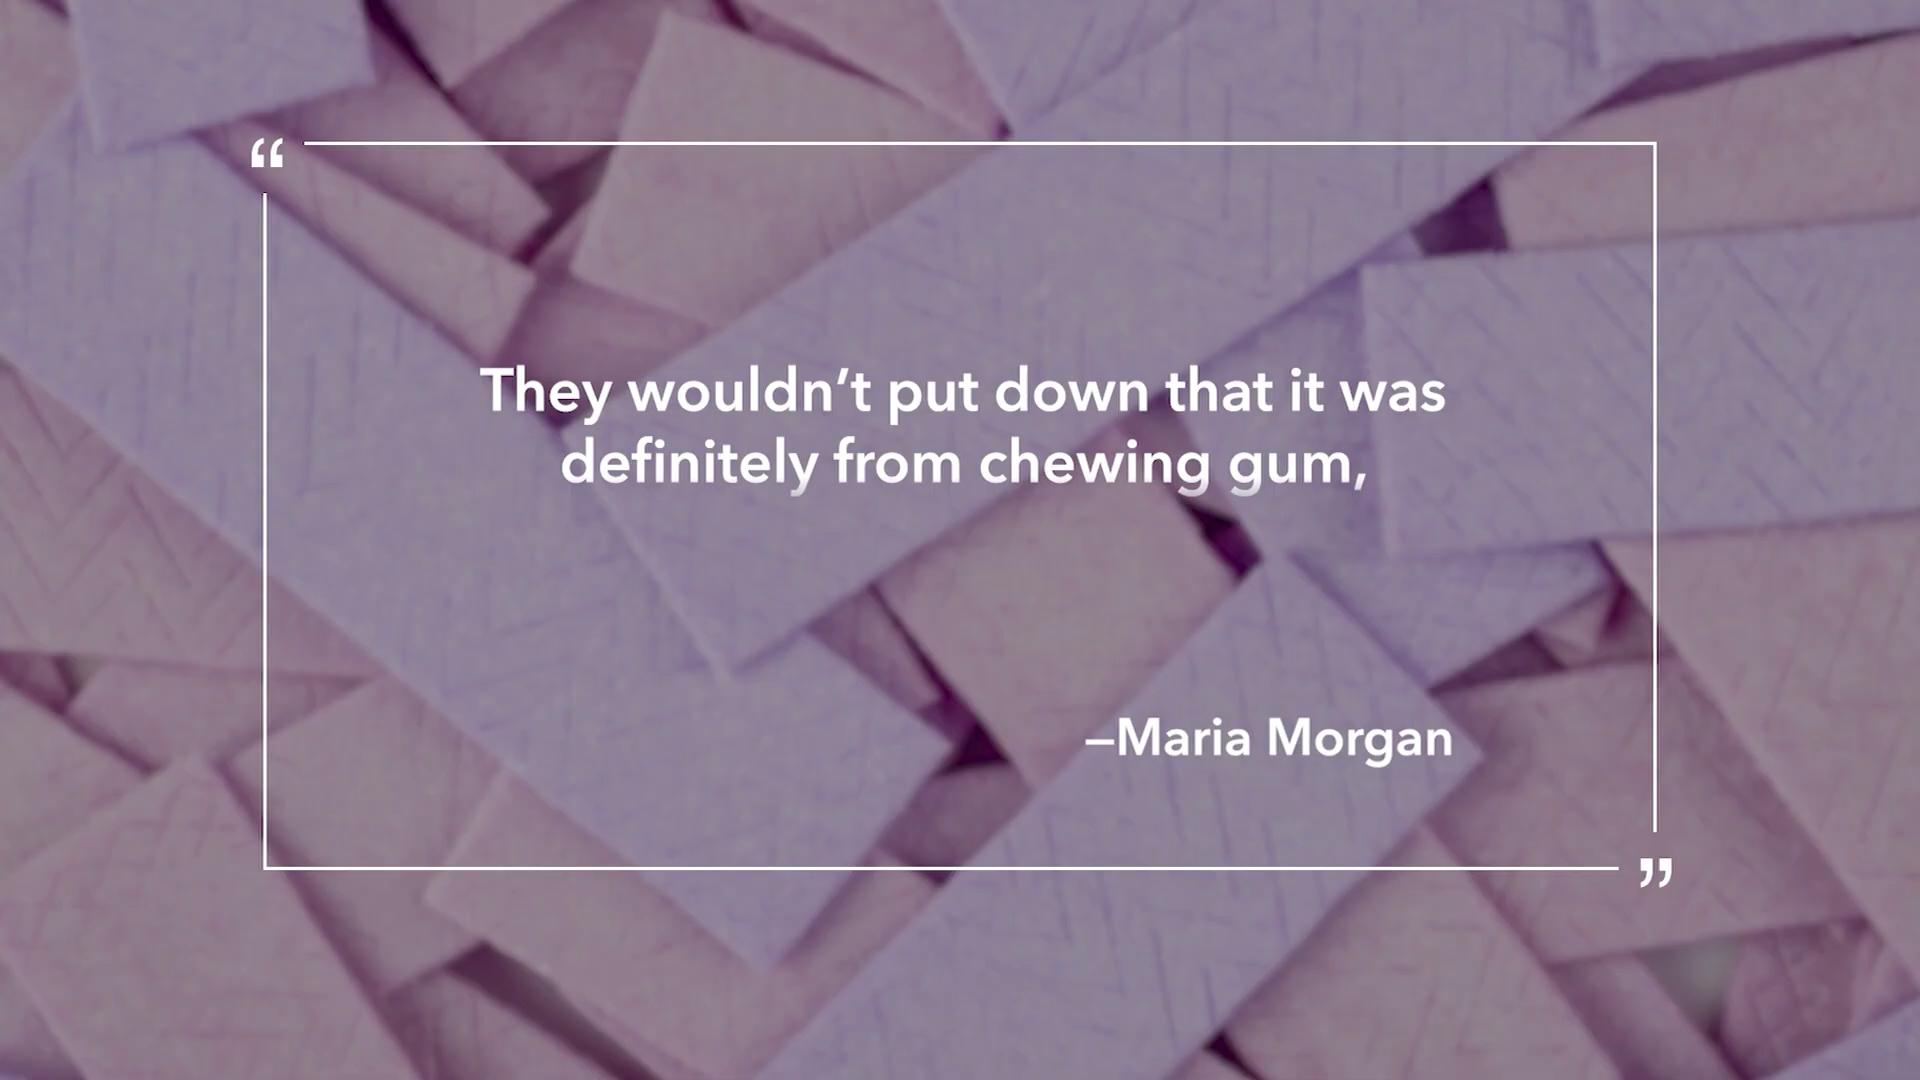 “
They wouldn’t put down that it was
definitely from chewing gum,
–Maria Morgan
”